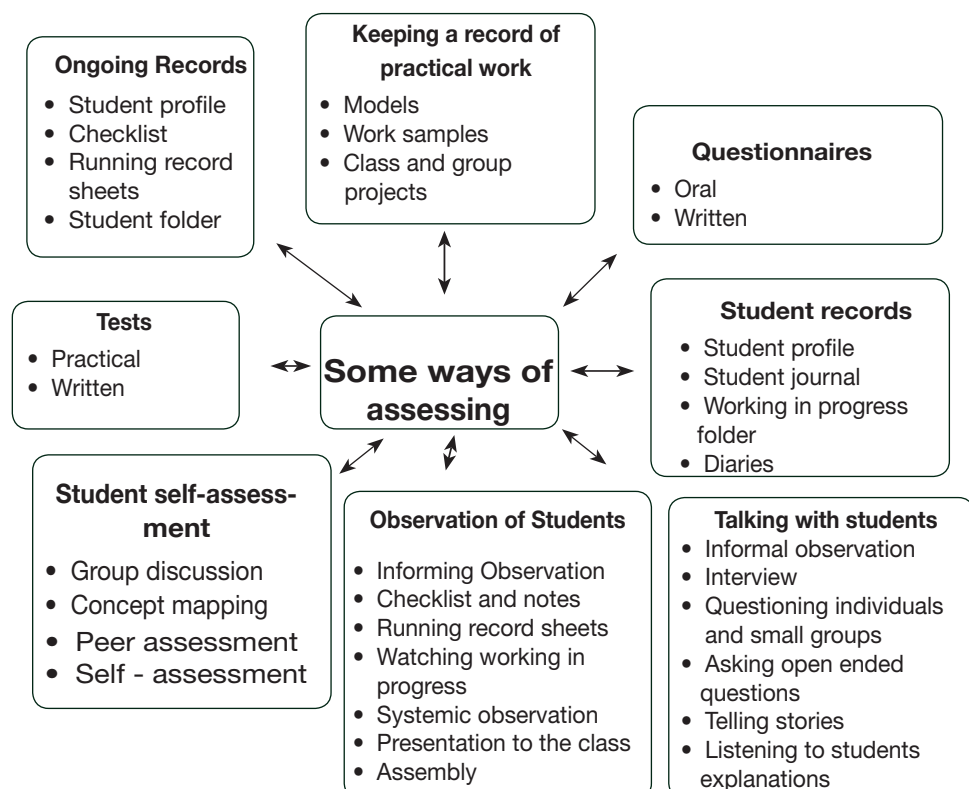 Ongoing Records
• Student profile
• Checklist
• Running record
sheets
• Student folder
Keeping a record of
practical work
• Models
• Work samples
• Class and group
projects
Questionnaires
• Oral
• Written
Tests
• Practical
• Written
Some ways of
assessing
Student records
• Student profile
• Student journal
• Working in progress
folder
• Diaries
Student self-assess-
ment
• Group discussion
• Concept mapping
• Peer assessment
• Self - assessment
Observation of Students
• Informing Observation
• Checklist and notes
• Running record sheets
• Watching working in
progress
• Systemic observation
• Presentation to the class
• Assembly
Talking with students
• Informal observation
• Interview
• Questioning individuals
and small groups
• Asking open ended
questions
• Telling stories
• Listening to students
explanations